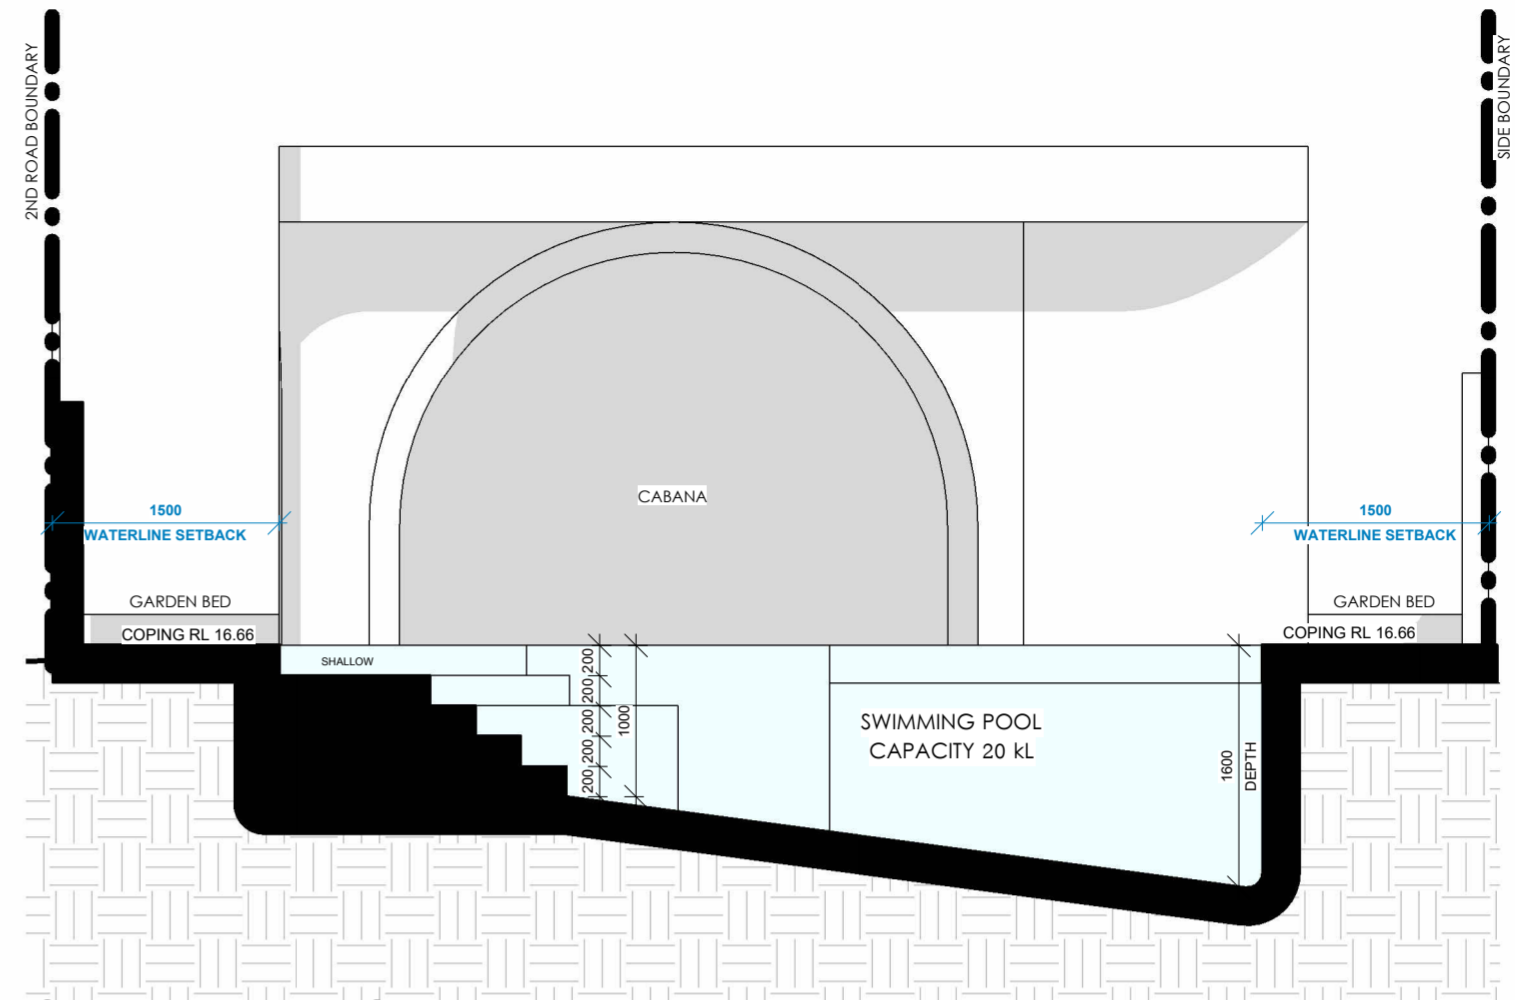 2ND ROAD BOUNDARY
SIDE BOUNDARY
CABANA
1500
WATERLINE SETBACK
1500
WATERLINE SETBACK
GARDEN BED
COPING RL 16.66
GARDEN BED
COPING RL 16.66
SHALLOW
200
200
200
200
200
1000
SWIMMING POOL
CAPACITY 20 kL
1600
DEPTH